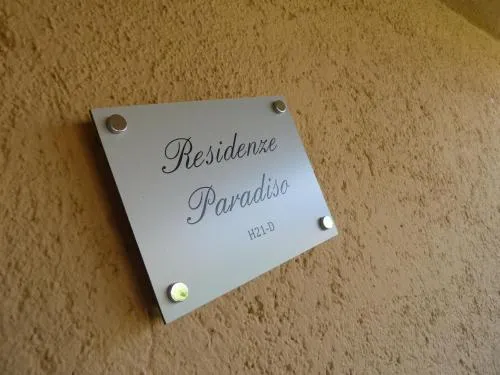 Residenze
Paradiso
H21-D